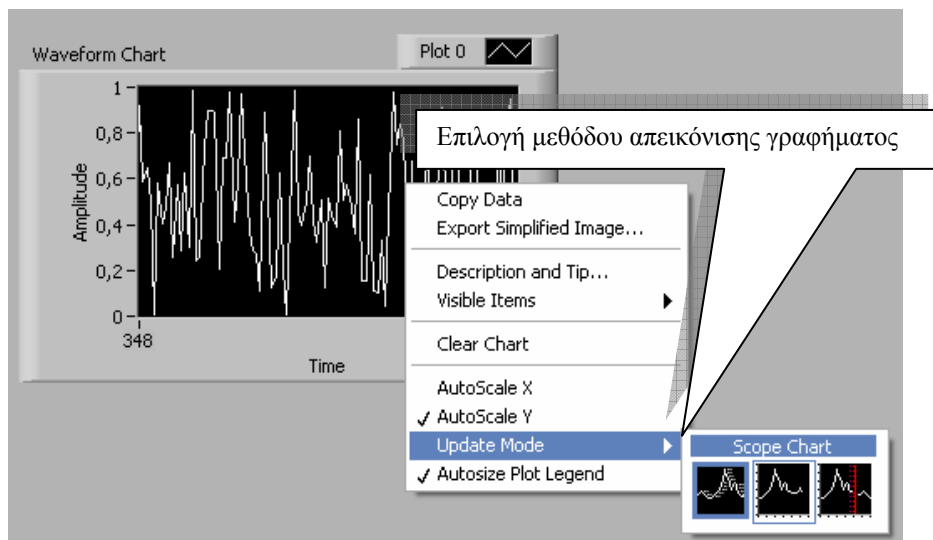 Waveform Chart
Plot 0
Επιλογή μεθόδου απεικόνισης γραφήματος
1
0,8
0,6
0,4
0,2
0
Amplitude
348
Time
Copy Data
Export Simplified Image...
Description and Tip...
Visible Items
Clear Chart
AutoScale X
AutoScale Y
Update Mode
Autosize Plot Legend
Scope Chart